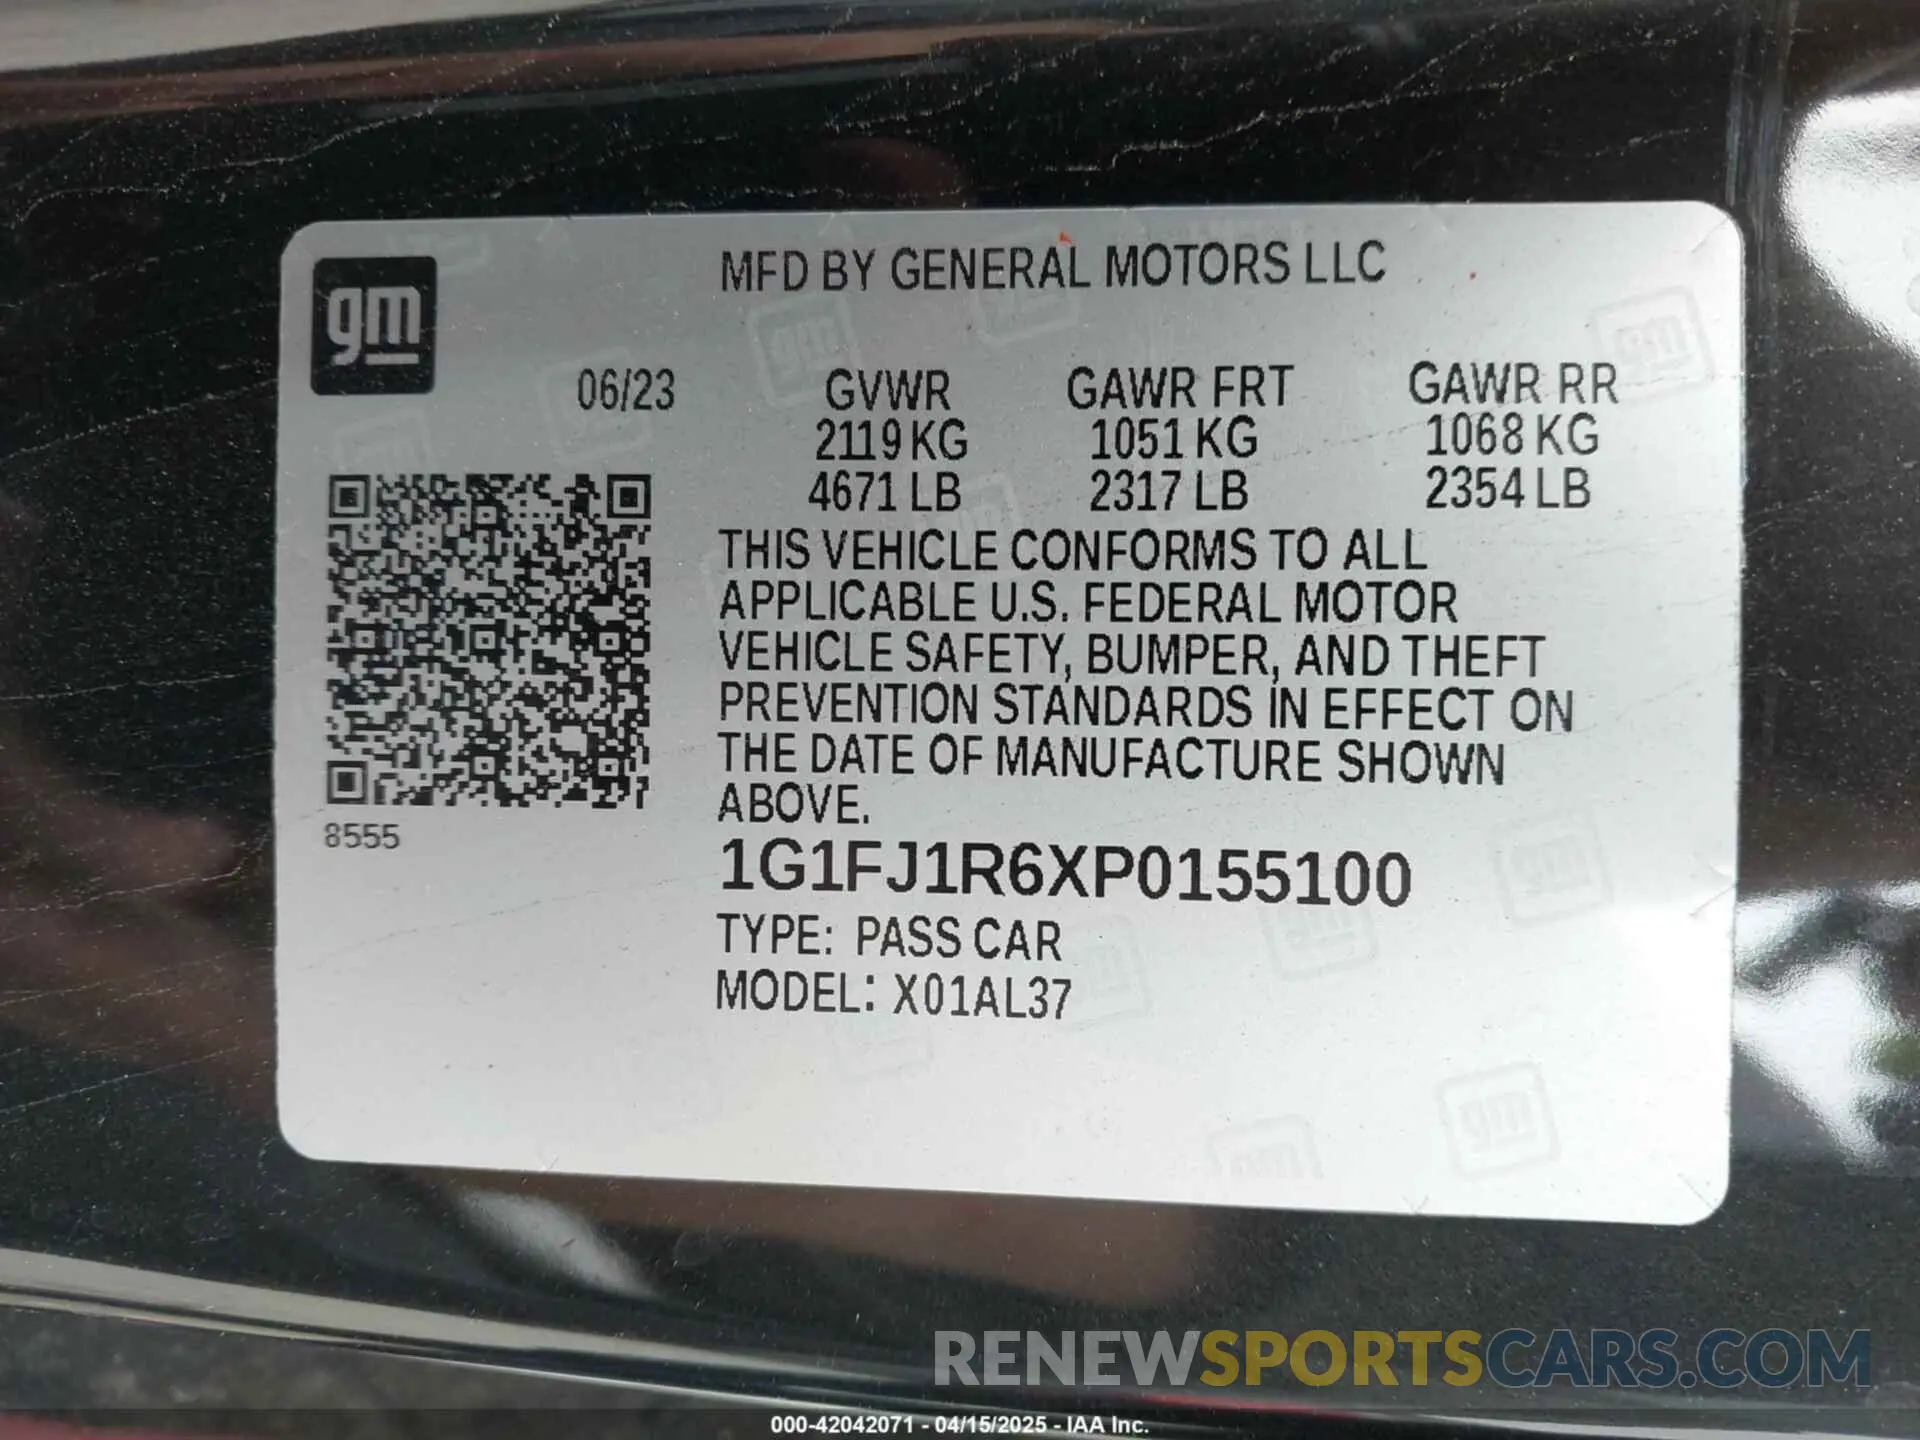 MFD BY GENERAL MOTORS LLC
gm
06/23 GVWR GAWR FRT GAWR RR
2119 KG 1051 KG 1068 KG
4671 LB 2317 LB 2354 LB
THIS VEHICLE CONFORMS TO ALL
APPLICABLE U.S. FEDERAL MOTOR
VEHICLE SAFETY, BUMPER, AND THEFT
PREVENTION STANDARDS IN EFFECT ON
THE DATE OF MANUFACTURE SHOWN
ABOVE.
8555
1G1FJ1R6XP0155100
TYPE: PASS CAR
MODEL: X01AL37
RENEWSPORTSCARS.COM
000-42042071 - 04/15/2025 - IAA Inc.